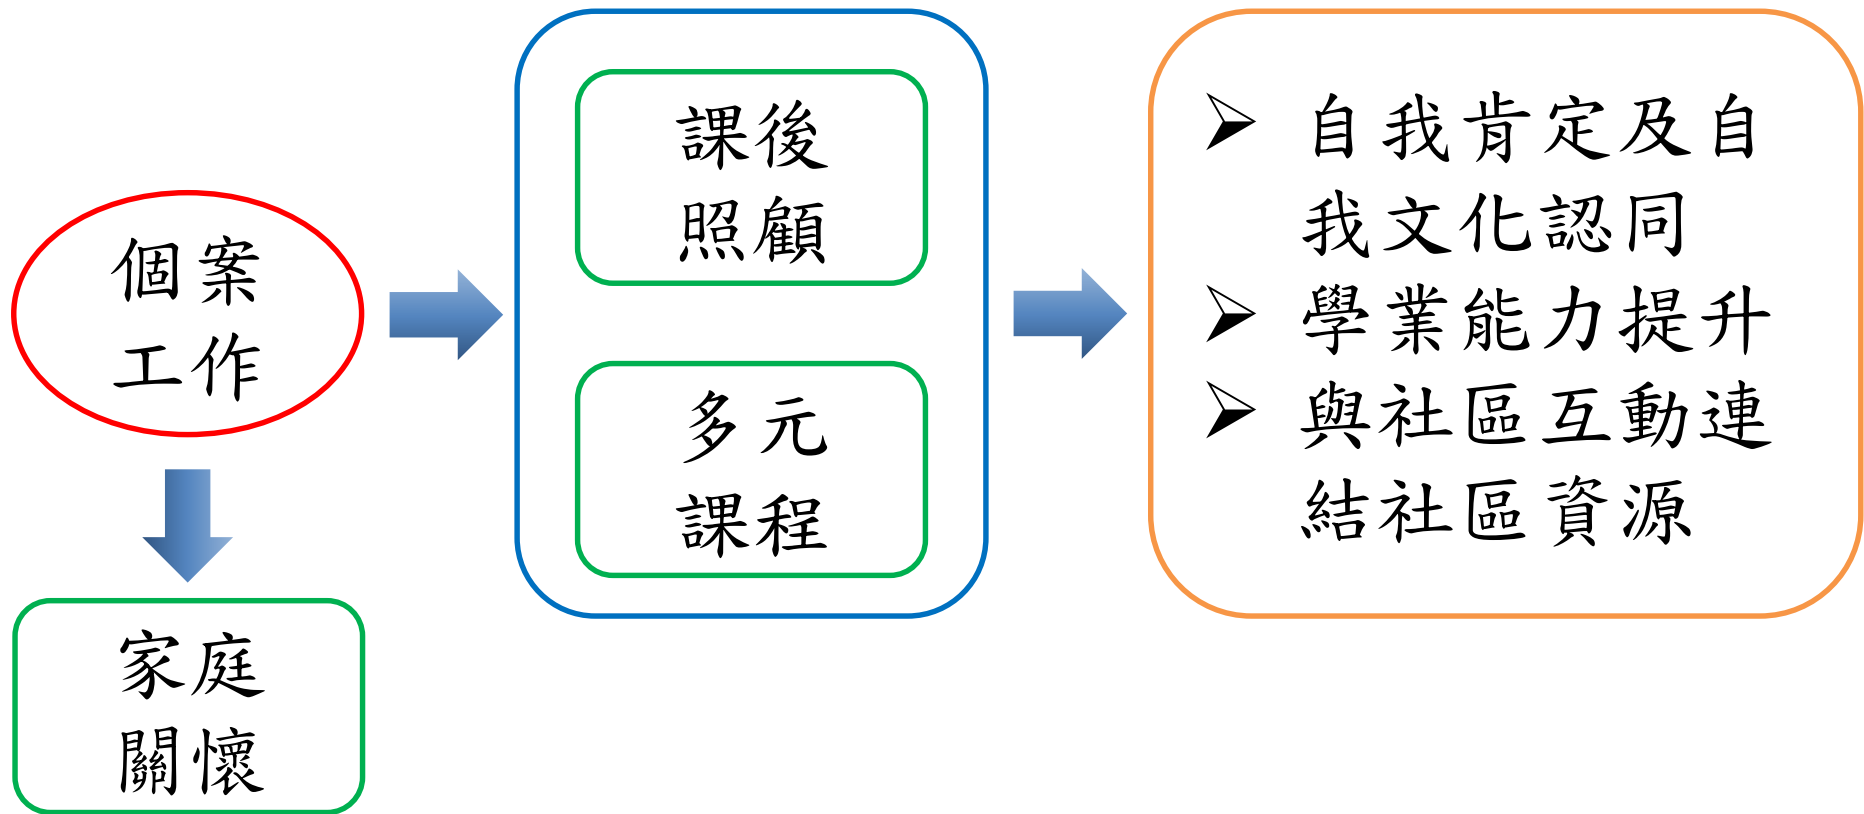 個案
工作
家庭
關懷
課後
照顧
多元
課程
➢ 自我肯定及自
我文化認同
➢ 學業能力提升
➢ 與社區互動連
結社區資源